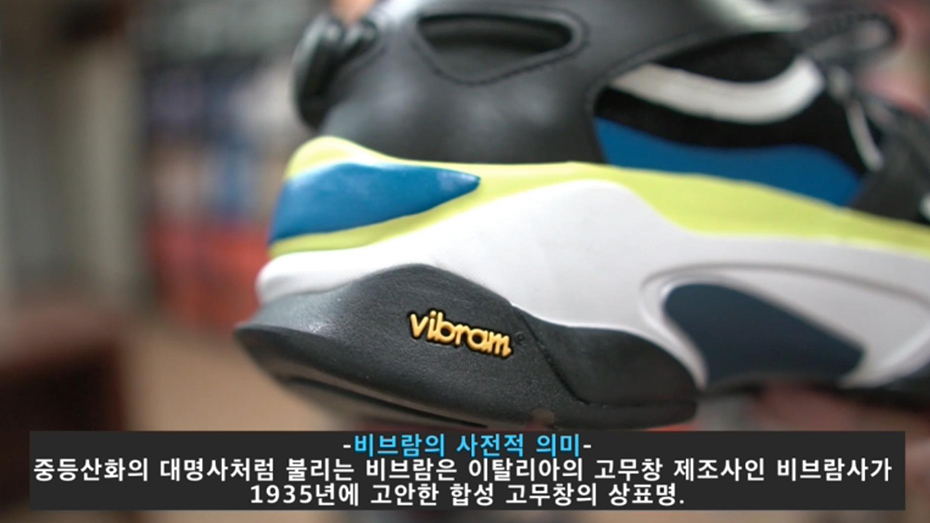 vibram
-비브람의 사전적 의미-
중등산화의 대명사처럼 불리는 비브람은 이탈리아의 고무창 제조사인 비브람사가
1935년에 고안한 합성 고무창의 상표명.